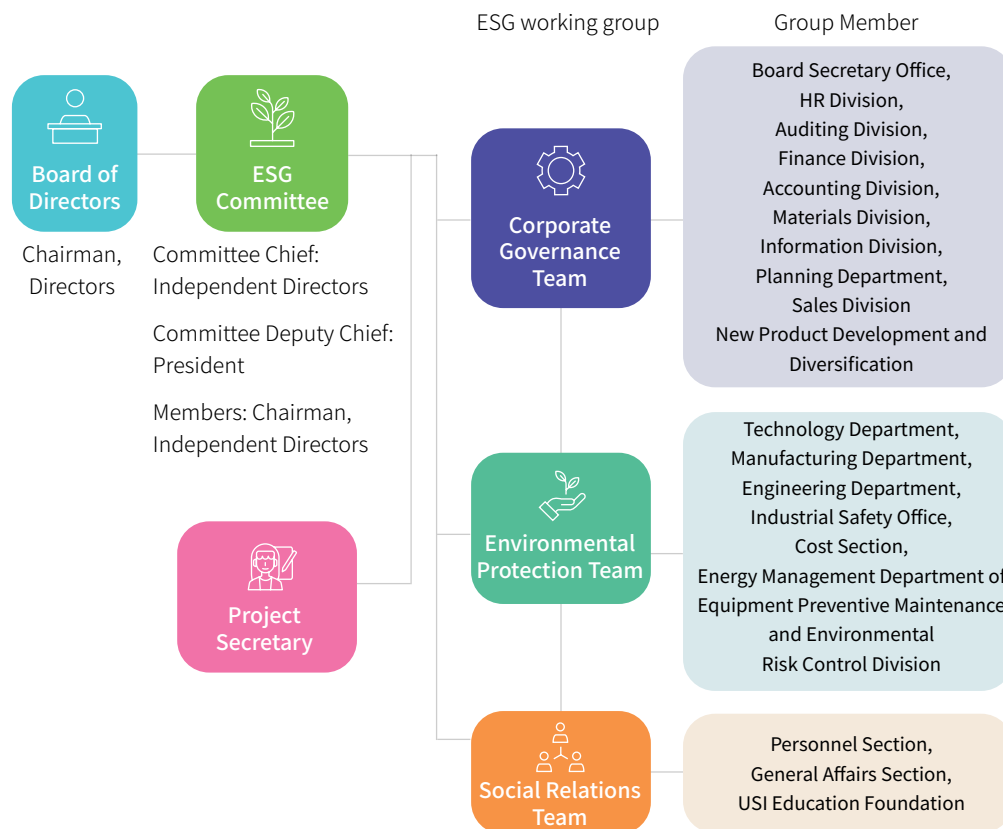 ESG working group
Group Member
Board of
Directors
Chairman,
Directors
ESG
Committee
Committee Chief:
Independent Directors
Committee Deputy Chief:
President
Members: Chairman,
Independent Directors
Project
Secretary
Corporate
Governance
Team
Board Secretary Office,
HR Division,
Auditing Division,
Finance Division,
Accounting Division,
Materials Division,
Information Division,
Planning Department,
Sales Division
New Product Development and
Diversification
Environmental
Protection Team
Technology Department,
Manufacturing Department,
Engineering Department,
Industrial Safety Office,
Cost Section,
Energy Management Department of
Equipment Preventive Maintenance
and Environmental
Risk Control Division
Social Relations
Team
Personnel Section,
General Affairs Section,
USI Education Foundation